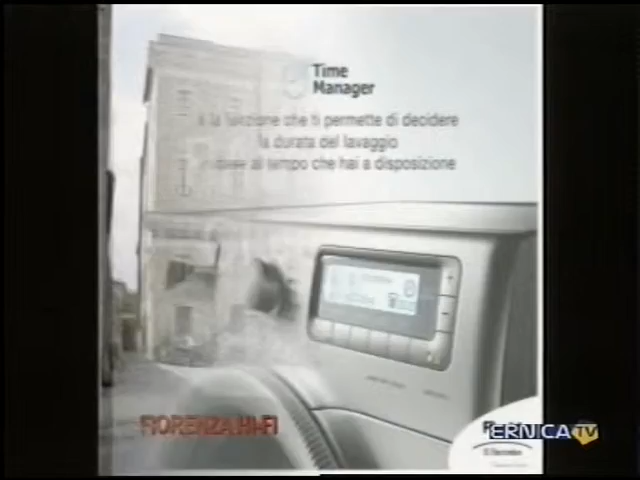 Time
Manager
è la funzione che ti permette di decidere
la durata del lavaggio
in base al tempo che hai a disposizione
FIORENZA HI-FI
ERNICA TV